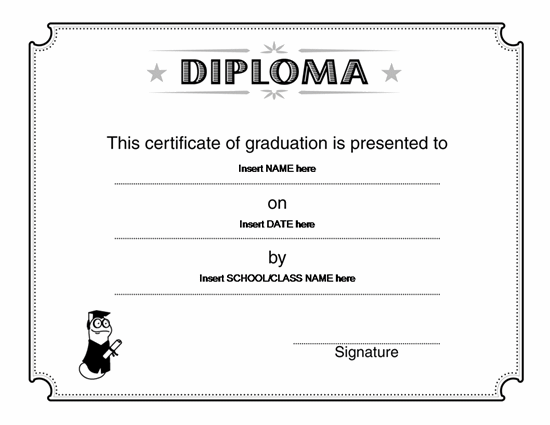 DIPLOMA
This certificate of graduation is presented to
Insert NAME here
on
Insert DATE here
by
Insert SCHOOL/CLASS NAME here
Signature